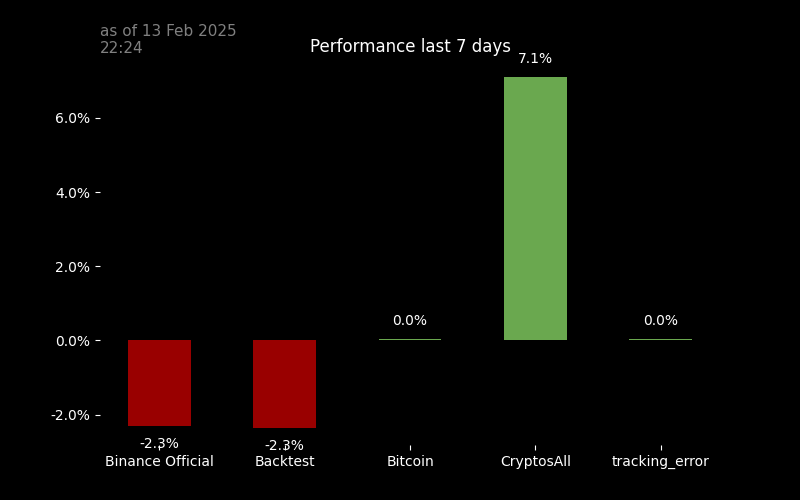 as of 13 Feb 2025
22:24
Performance last 7 days
7.1%
6.0%
4.0%
2.0%
0.0%
0.0%
0.0%
-2.0%
-2.3%
-2.3%
Binance Official
Backtest
Bitcoin
CryptosAll
tracking_error